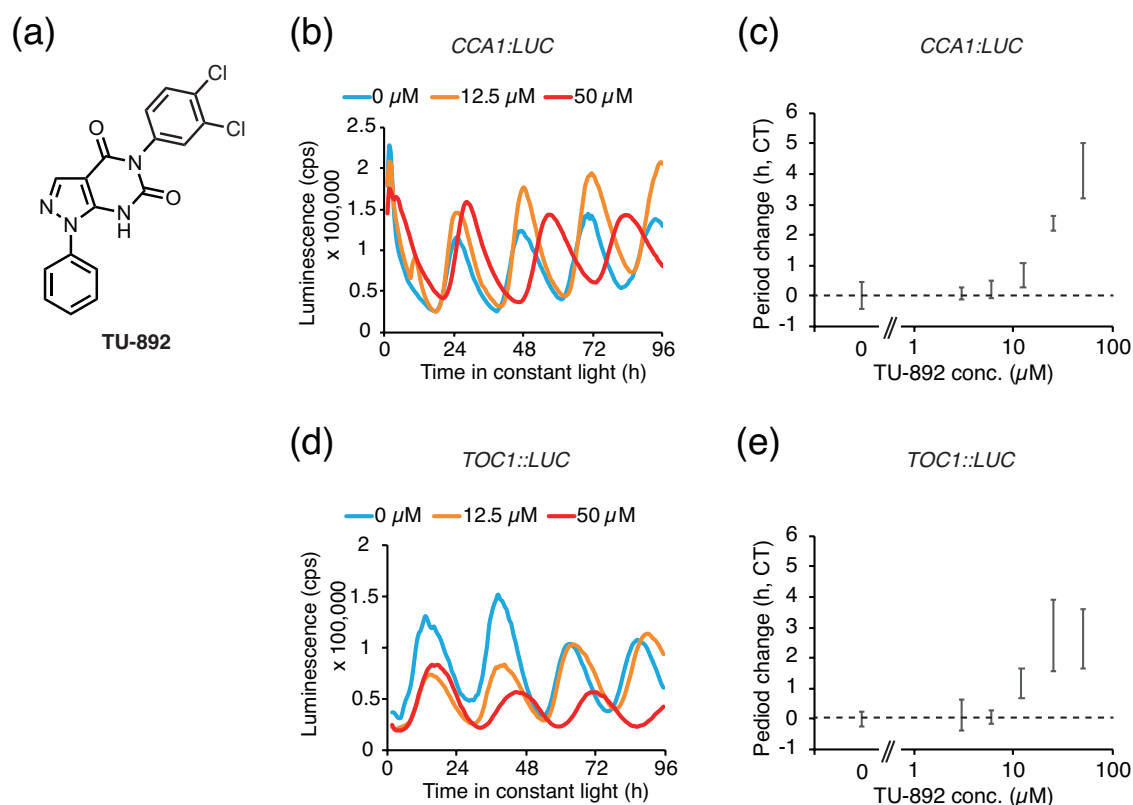 (a)
Cl
Cl
O
N
N
O
N
NH
TU-892
(b)
CCA1:LUC
0 µM 12.5 µM 50 µM
Luminescence (cps)
x 100,000
2.5
2
1.5
1
0.5
0
0 24 48 72 96
Time in constant light (h)
(c)
CCA1:LUC
Period change (h, CT)
6
5
4
3
2
1
0
-1
0 // 1 10 100
TU-892 conc. (µM)
(d)
TOC1::LUC
0 µM 12.5 µM 50 µM
Luminescence (cps)
x 100,000
2
1.5
1
0.5
0
0 24 48 72 96
Time in constant light (h)
(e)
TOC1::LUC
Pediod change (h, CT)
6
5
4
3
2
1
0
-1
0 // 1 10 100
TU-892 conc. (µM)